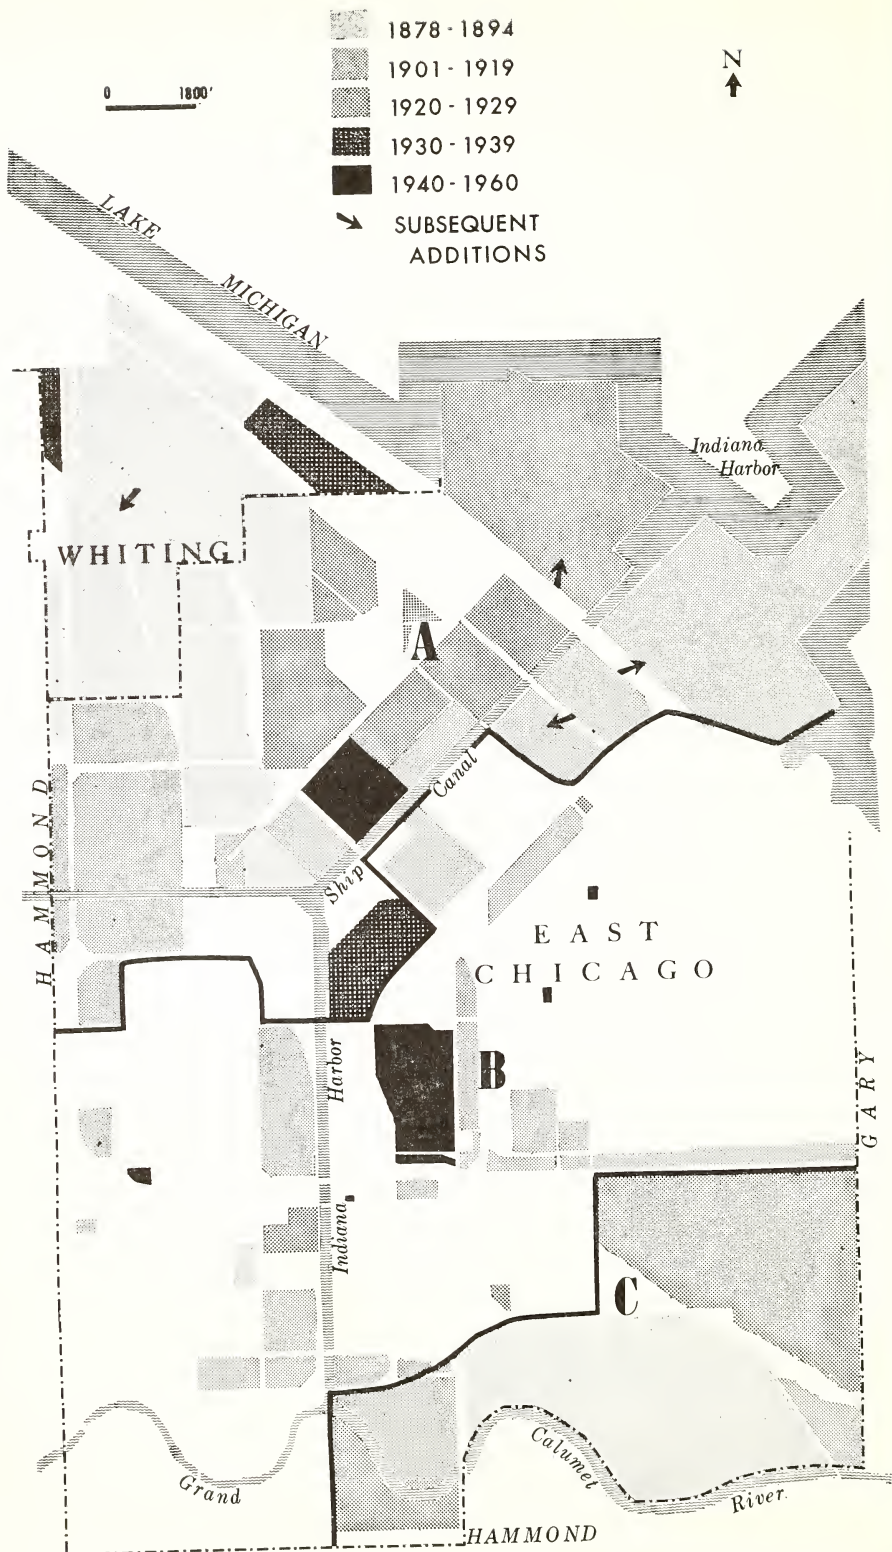 1878 - 1894
1901 - 1919
1920 - 1929
1930 - 1939
1940 - 1960
SUBSEQUENT
ADDITIONS
0 1800'
N
LAKE
MICHIGAN
Indiana
Harbor
WHITING
A
Canal
Ship
HAMMOND
EAST
CHICAGO
Harbor
B
GARY
Indiana
C
Grand
Calumet
River
HAMMOND